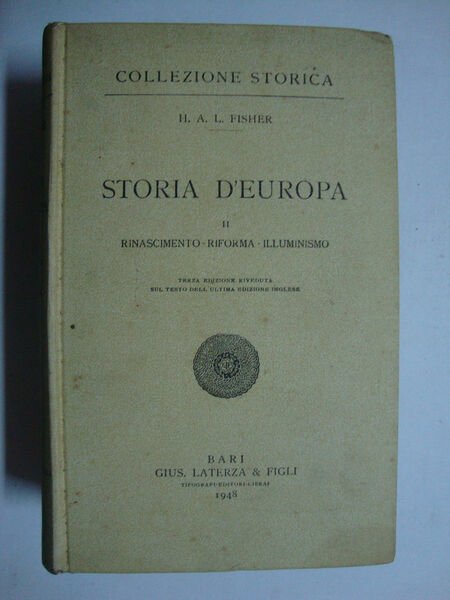 COLLEZIONE STORICA
H. A. L. FISHER
STORIA D'EUROPA
II
RINASCIMENTO - RIFORMA - ILLUMINISMO
TERZA EDIZIONE RIVEDUTA
SUL TESTO DELL'ULTIMA EDIZIONE INGLESE
BARI
GIUS. LATERZA & FIGLI
TIPOGRAFI-EDITORI-LIBRAI
1948